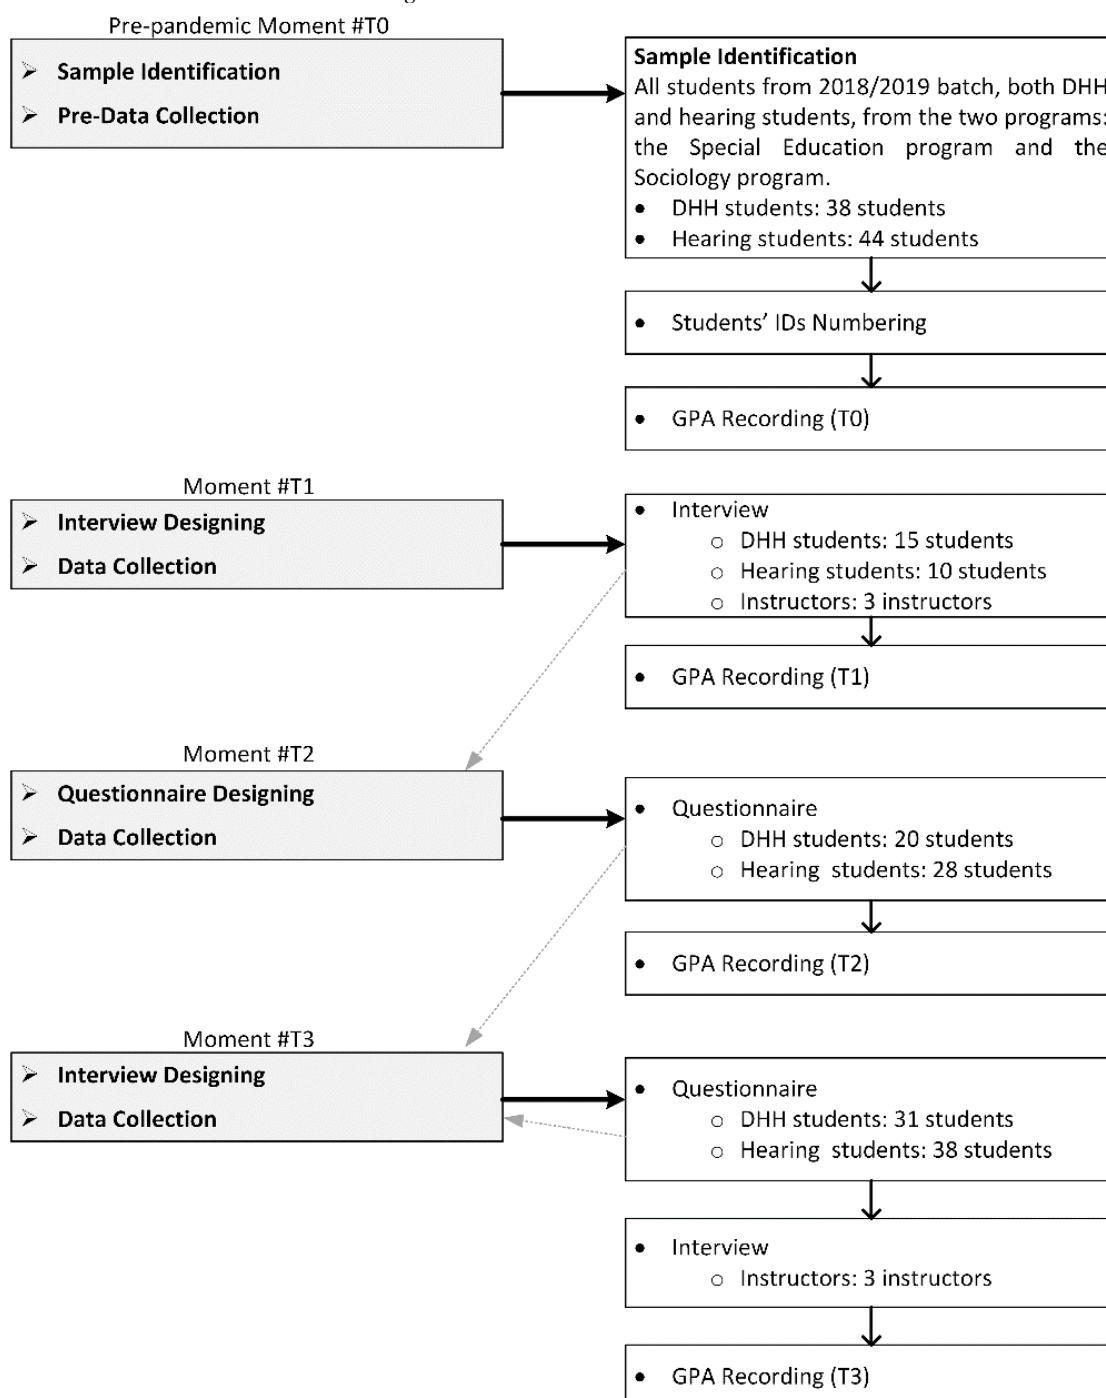 Pre-pandemic Moment #T0
➢ Sample Identification
➢ Pre-Data Collection
Sample Identification
All students from 2018/2019 batch, both DHH
and hearing students, from the two programs:
the Special Education program and the
Sociology program.
• DHH students: 38 students
• Hearing students: 44 students
• Students’ IDs Numbering
• GPA Recording (T0)
Moment #T1
➢ Interview Designing
➢ Data Collection
• Interview
○ DHH students: 15 students
○ Hearing students: 10 students
○ Instructors: 3 instructors
• GPA Recording (T1)
Moment #T2
➢ Questionnaire Designing
➢ Data Collection
• Questionnaire
○ DHH students: 20 students
○ Hearing students: 28 students
• GPA Recording (T2)
Moment #T3
➢ Interview Designing
➢ Data Collection
• Questionnaire
○ DHH students: 31 students
○ Hearing students: 38 students
• Interview
○ Instructors: 3 instructors
• GPA Recording (T3)